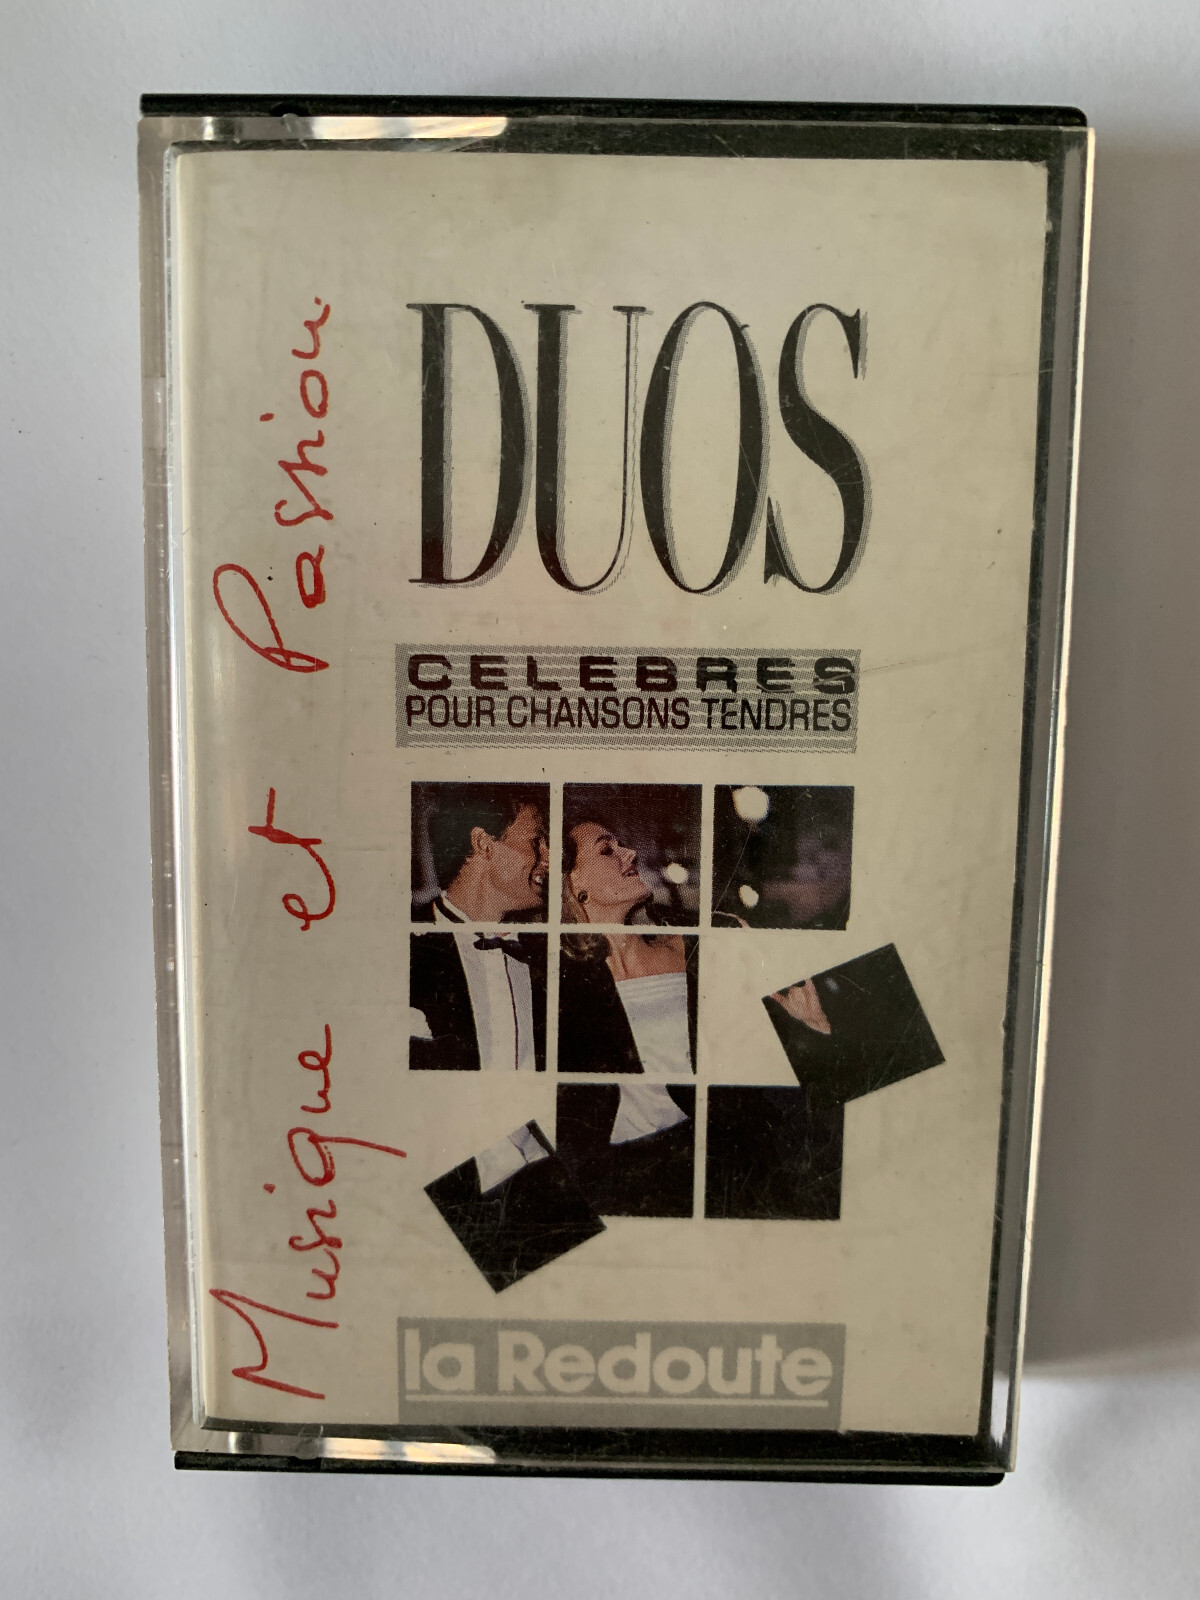 Musique et Passion
DUOS
CELEBRES
POUR CHANSONS TENDRES
la Redoute